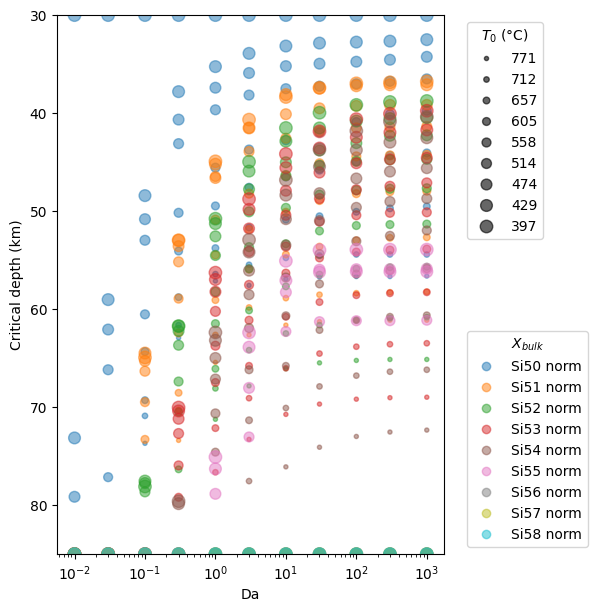 30
40
50
60
70
80
Critical depth (km)
10⁻²
10⁻¹
10⁰
10¹
10²
10³
Da
T₀ (°C)
771
712
657
605
558
514
474
429
397
X_bulk
Si50 norm
Si51 norm
Si52 norm
Si53 norm
Si54 norm
Si55 norm
Si56 norm
Si57 norm
Si58 norm